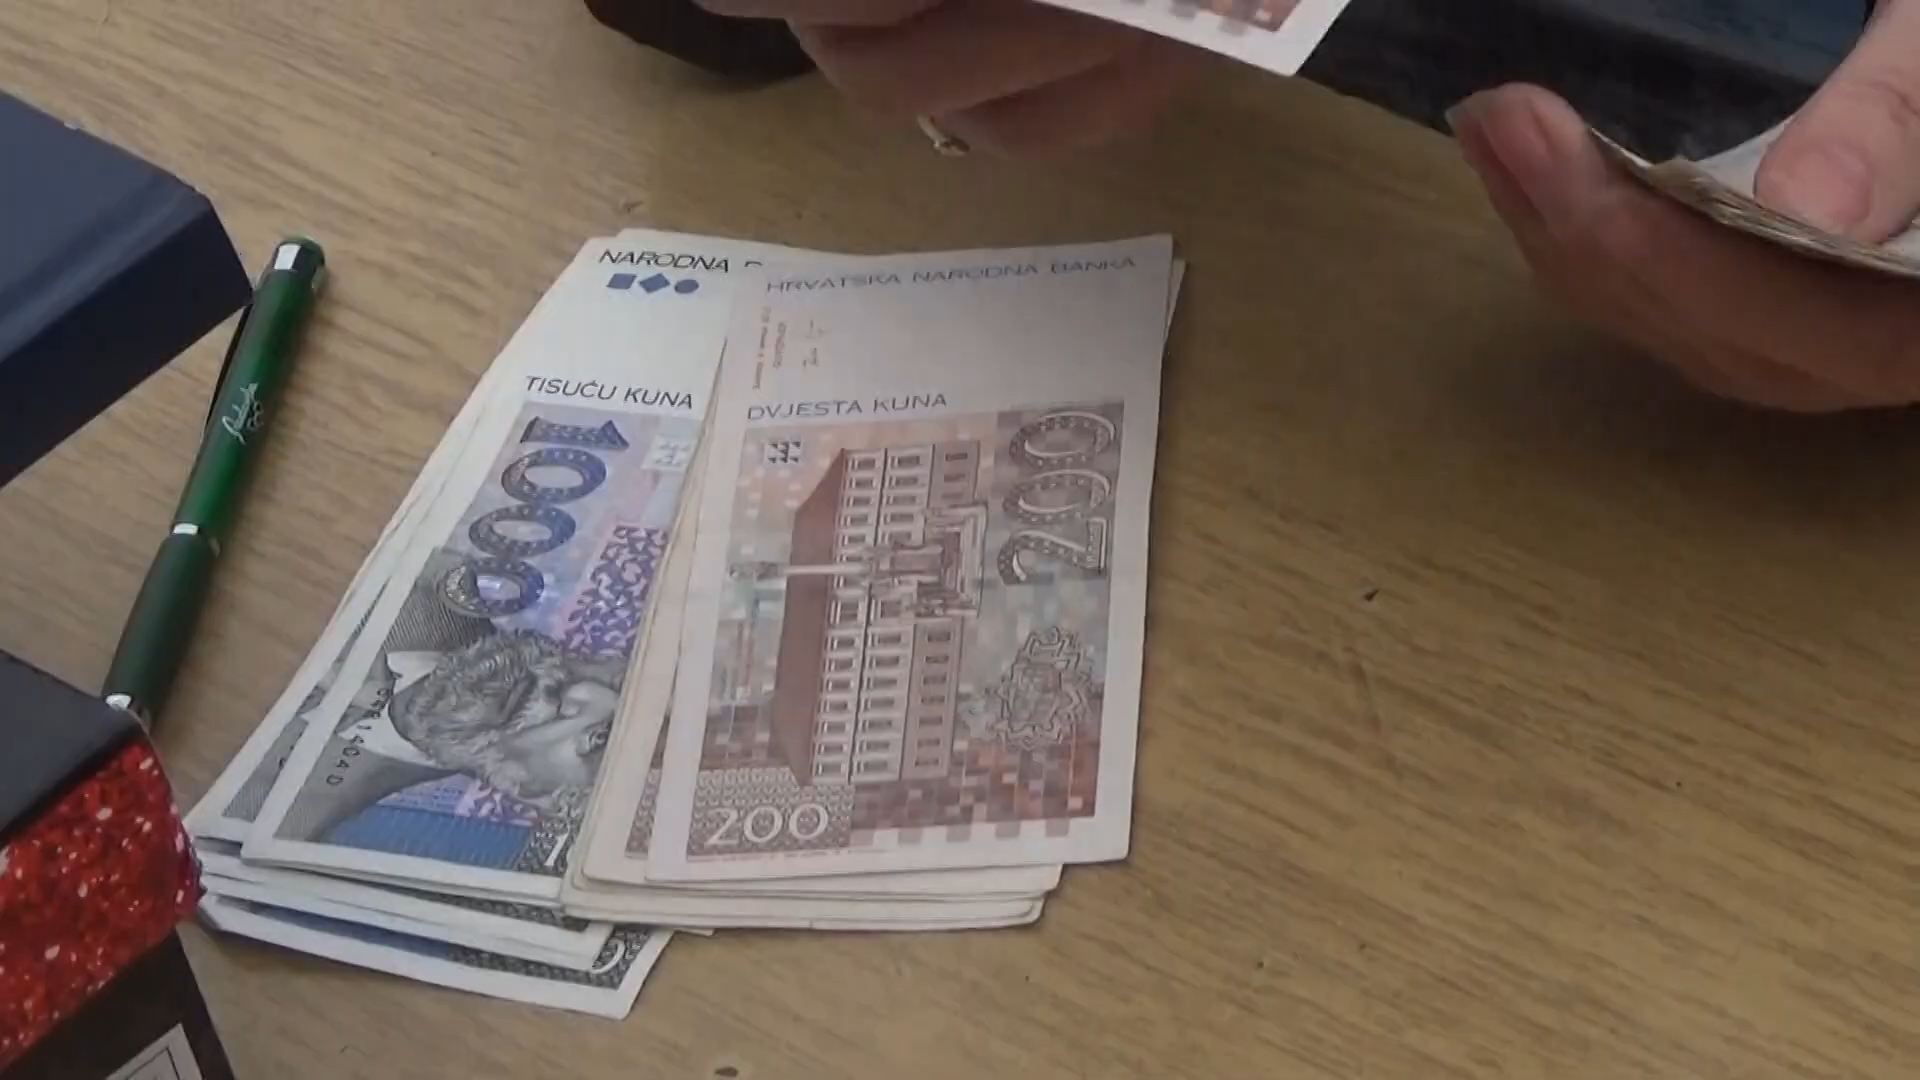 NARODNA
HRVATSKA NARODNA BANKA
TISUĆU KUNA
DVJESTA KUNA
1000
200
200